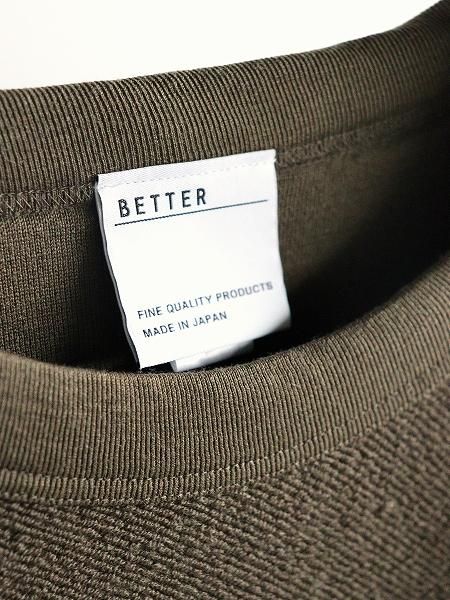 BETTER
FINE QUALITY PRODUCTS
MADE IN JAPAN